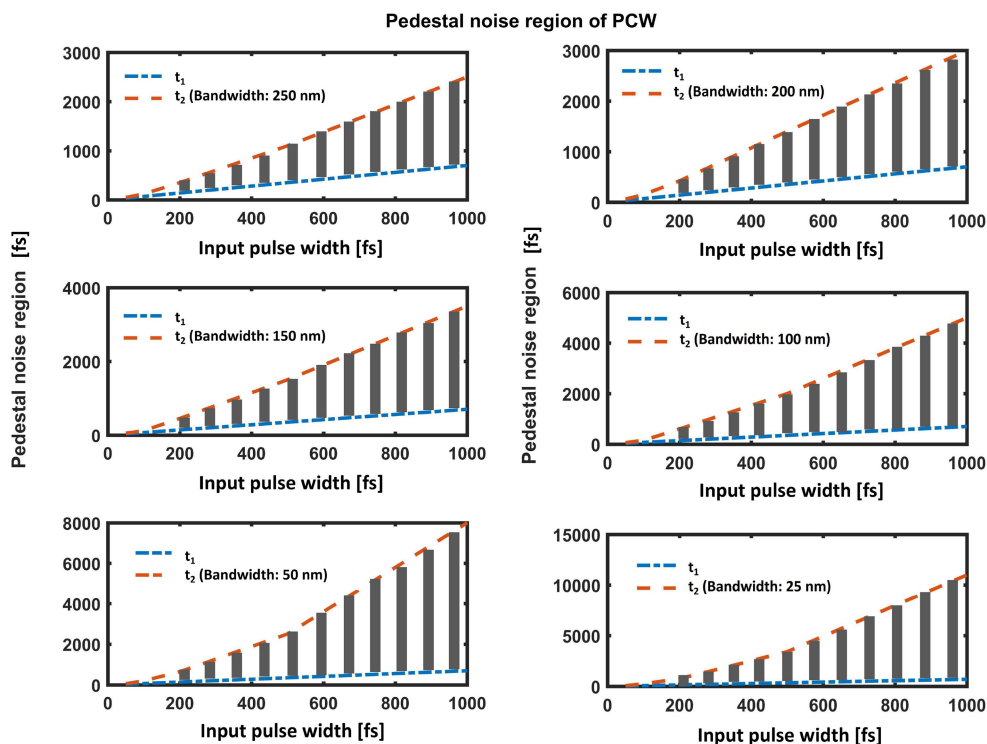 Pedestal noise region of PCW
Pedestal noise region [fs]
3000
2000
1000
0
t₁
t₂ (Bandwidth: 250 nm)
0 200 400 600 800 1000
Input pulse width [fs]
4000
2000
0
t₁
t₂ (Bandwidth: 150 nm)
0 200 400 600 800 1000
Input pulse width [fs]
8000
6000
4000
2000
0
t₁
t₂ (Bandwidth: 50 nm)
0 200 400 600 800 1000
Input pulse width [fs]
Pedestal noise region [fs]
3000
2000
1000
0
t₁
t₂ (Bandwidth: 200 nm)
0 200 400 600 800 1000
Input pulse width [fs]
6000
4000
2000
0
t₁
t₂ (Bandwidth: 100 nm)
0 200 400 600 800 1000
Input pulse width [fs]
15000
10000
5000
0
t₁
t₂ (Bandwidth: 25 nm)
0 200 400 600 800 1000
Input pulse width [fs]